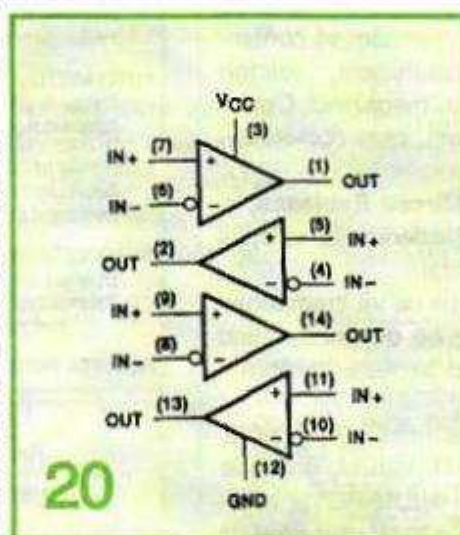 VCC
(3)
IN+ (7) + (1) OUT
IN- (6) -
OUT (2) + (5) IN+
- (4) IN-
IN+ (9) + (14) OUT
IN- (8) -
OUT (13) + (11) IN+
- (10) IN-
(12)
GND
20